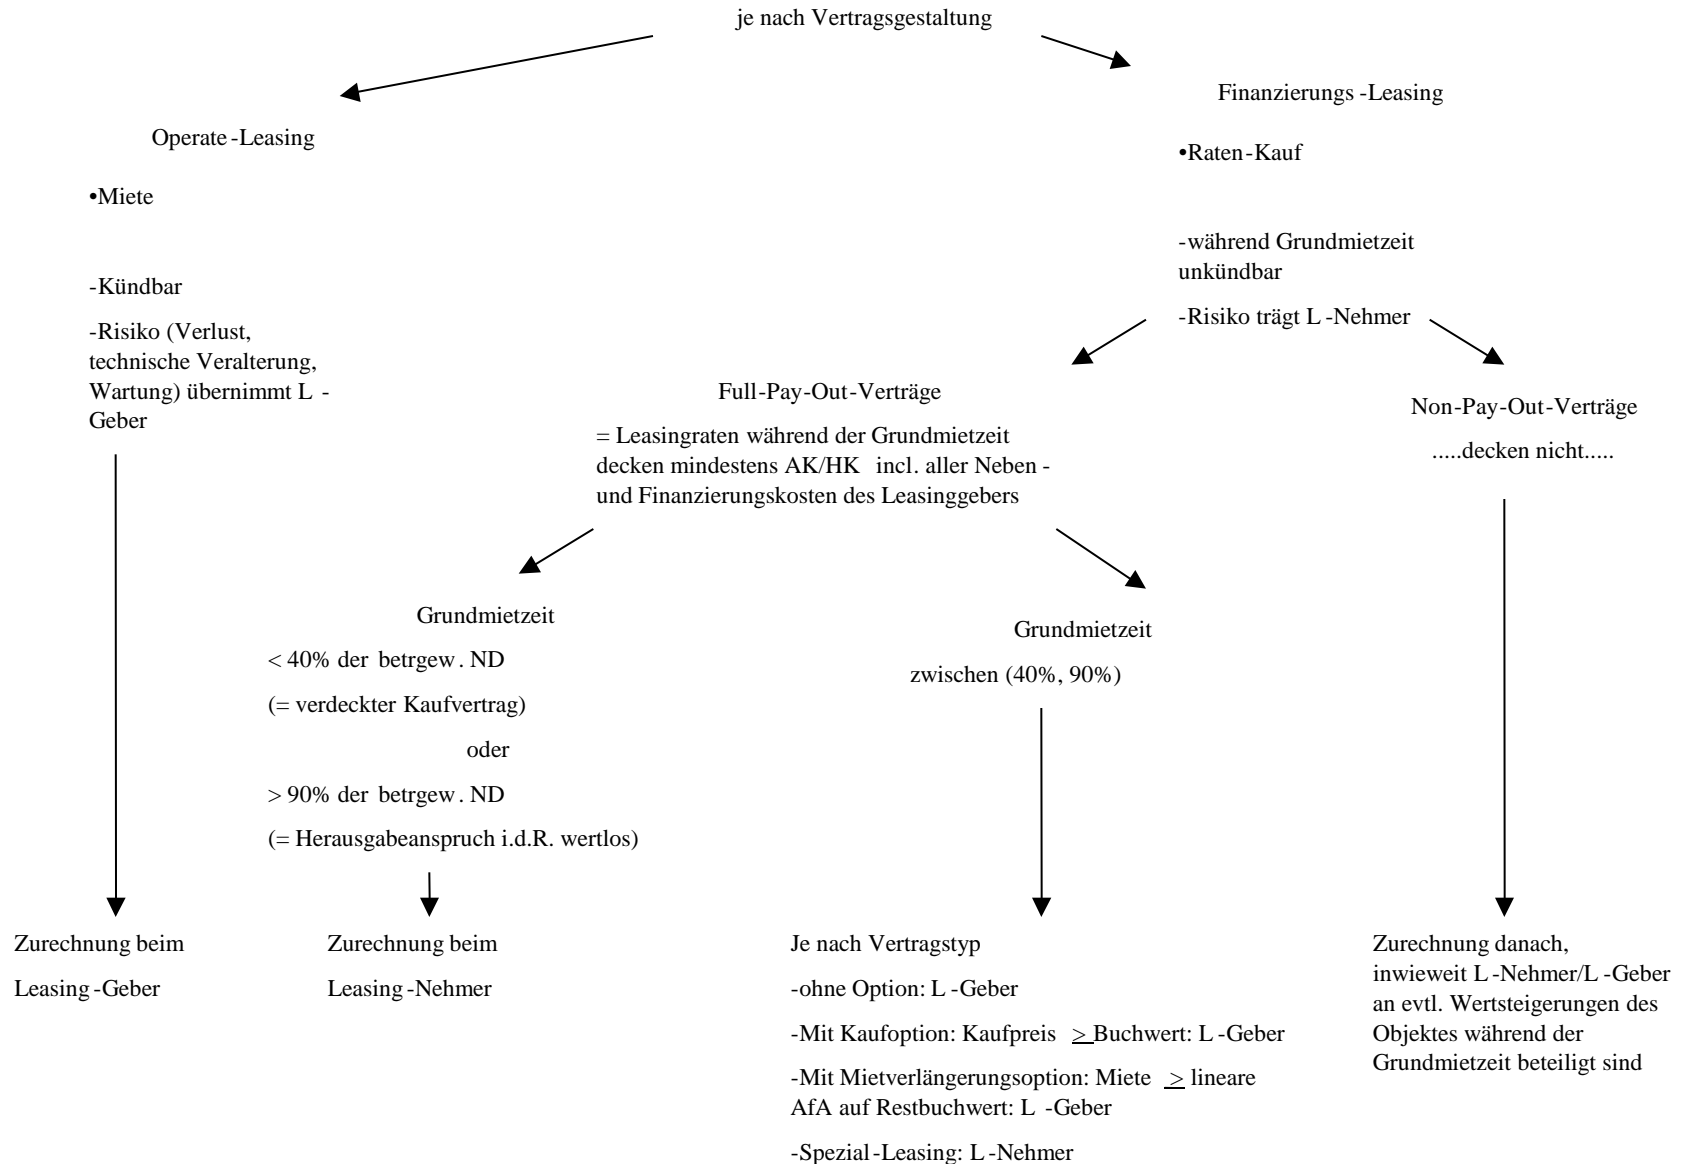 je nach Vertragsgestaltung
Operate-Leasing
•Miete
-Kündbar
-Risiko (Verlust,
technische Veralterung,
Wartung) übernimmt L-
Geber
Finanzierungs-Leasing
•Raten-Kauf
-während Grundmietzeit
unkündbar
-Risiko trägt L-Nehmer
Full-Pay-Out-Verträge
= Leasingraten während der Grundmietzeit
decken mindestens AK/HK incl. aller Neben-
und Finanzierungskosten des Leasinggebers
Non-Pay-Out-Verträge
.....decken nicht.....
Grundmietzeit
< 40% der betrgew. ND
(= verdeckter Kaufvertrag)
oder
> 90% der betrgew. ND
(= Herausgabeanspruch i.d.R. wertlos)
Grundmietzeit
zwischen (40%, 90%)
Zurechnung beim
Leasing-Geber
Zurechnung beim
Leasing-Nehmer
Je nach Vertragstyp
-ohne Option: L-Geber
-Mit Kaufoption: Kaufpreis ≥ Buchwert: L-Geber
-Mit Mietverlängerungsoption: Miete ≥ lineare
AfA auf Restbuchwert: L-Geber
-Spezial-Leasing: L-Nehmer
Zurechnung danach,
inwieweit L-Nehmer/L-Geber
an evtl. Wertsteigerungen des
Objektes während der
Grundmietzeit beteiligt sind